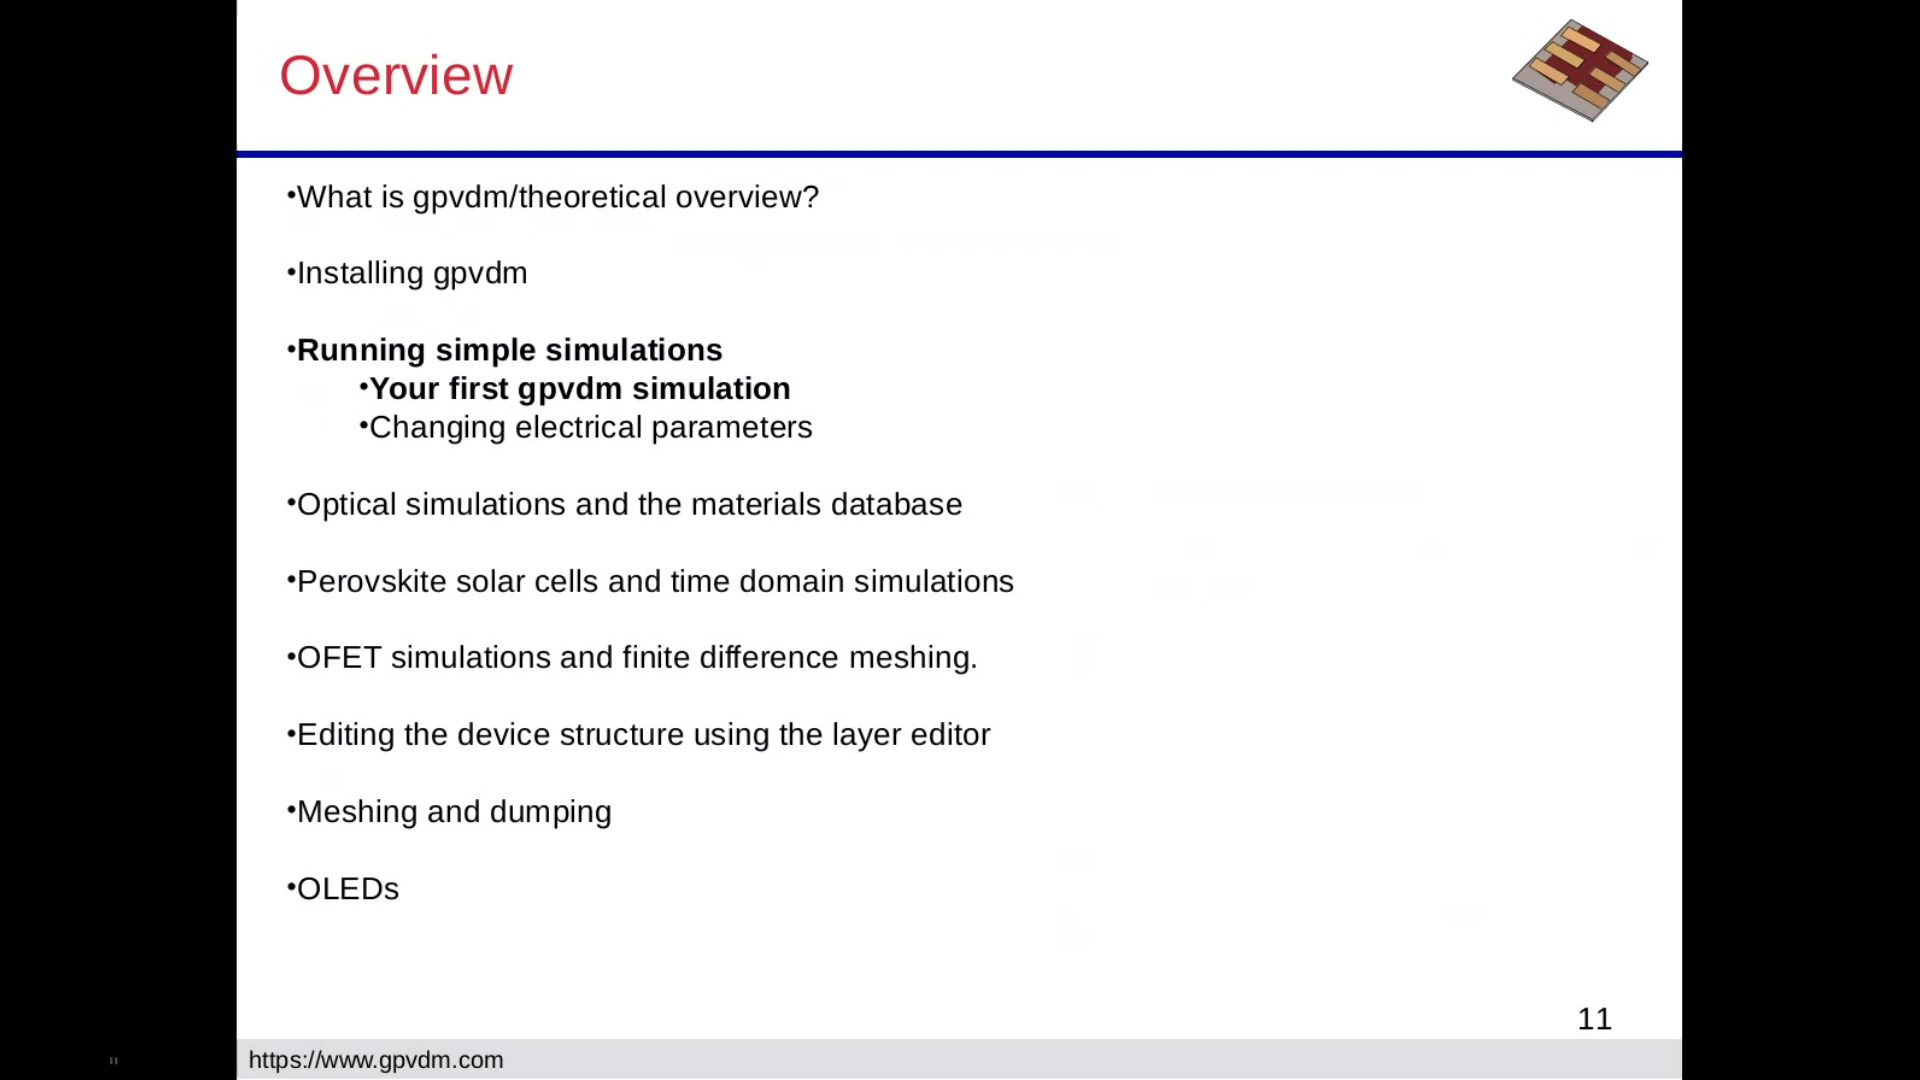 Overview
•What is gpvdm/theoretical overview?
•Installing gpvdm
•Running simple simulations
•Your first gpvdm simulation
•Changing electrical parameters
•Optical simulations and the materials database
•Perovskite solar cells and time domain simulations
•OFET simulations and finite difference meshing.
•Editing the device structure using the layer editor
•Meshing and dumping
•OLEDs
11
https://www.gpvdm.com